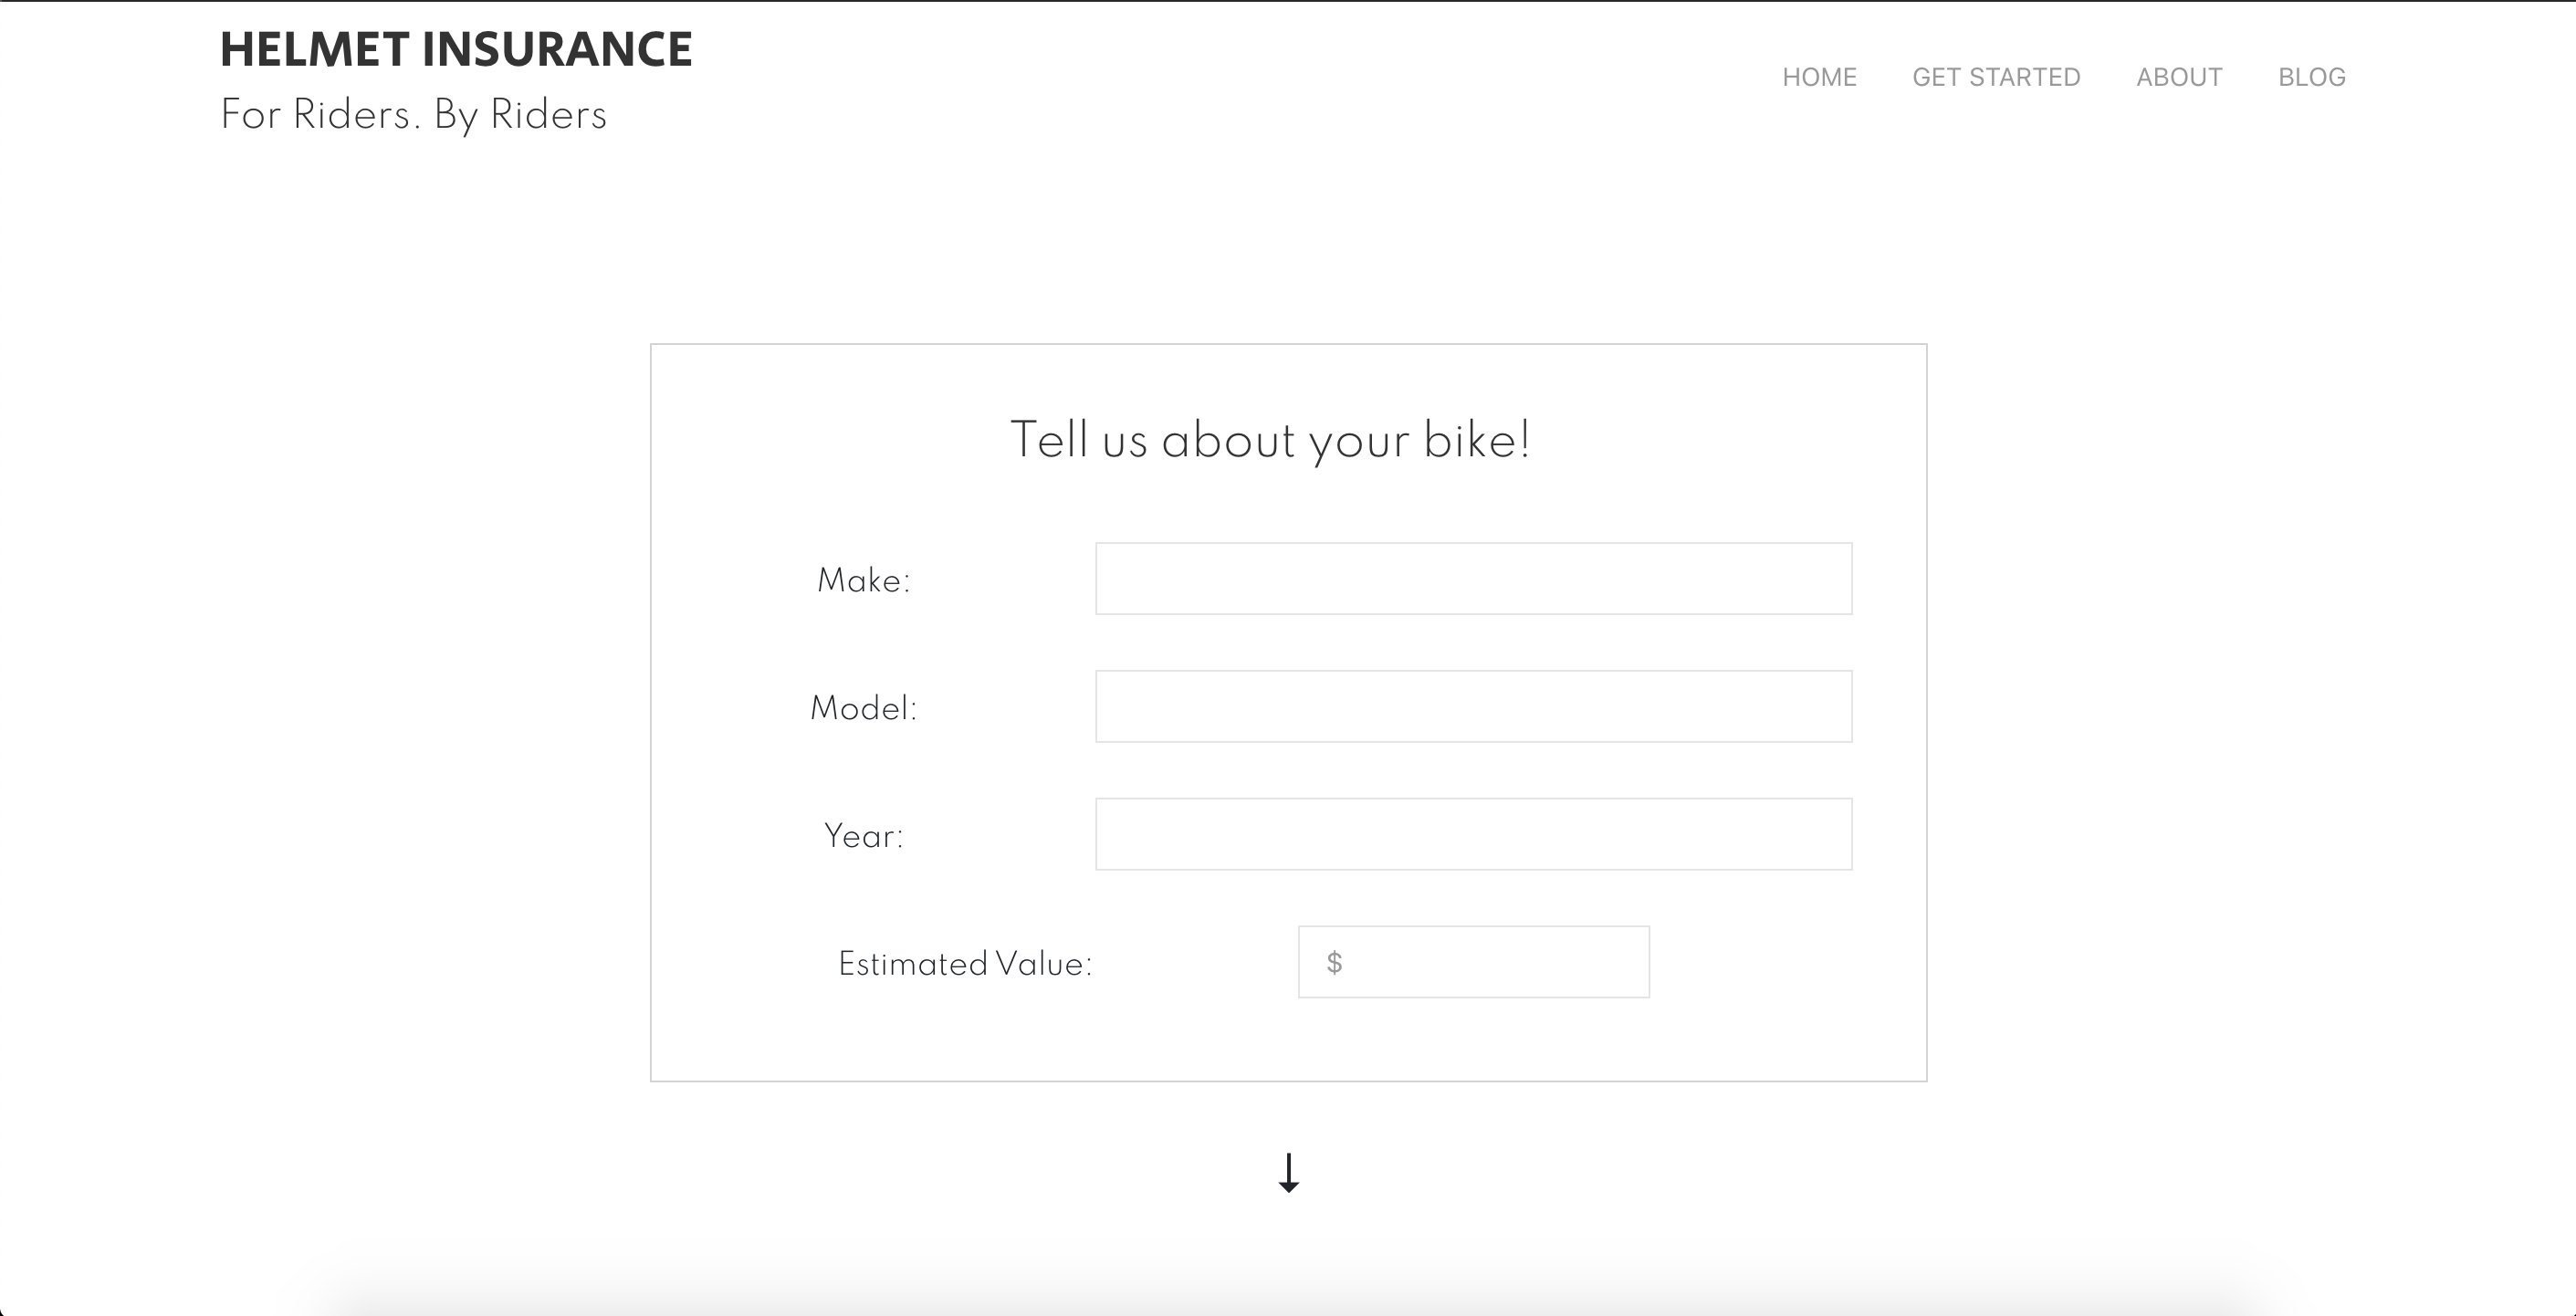 HELMET INSURANCE
For Riders. By Riders
HOME GET STARTED ABOUT BLOG
Tell us about your bike!
Make:
Model:
Year:
Estimated Value: $